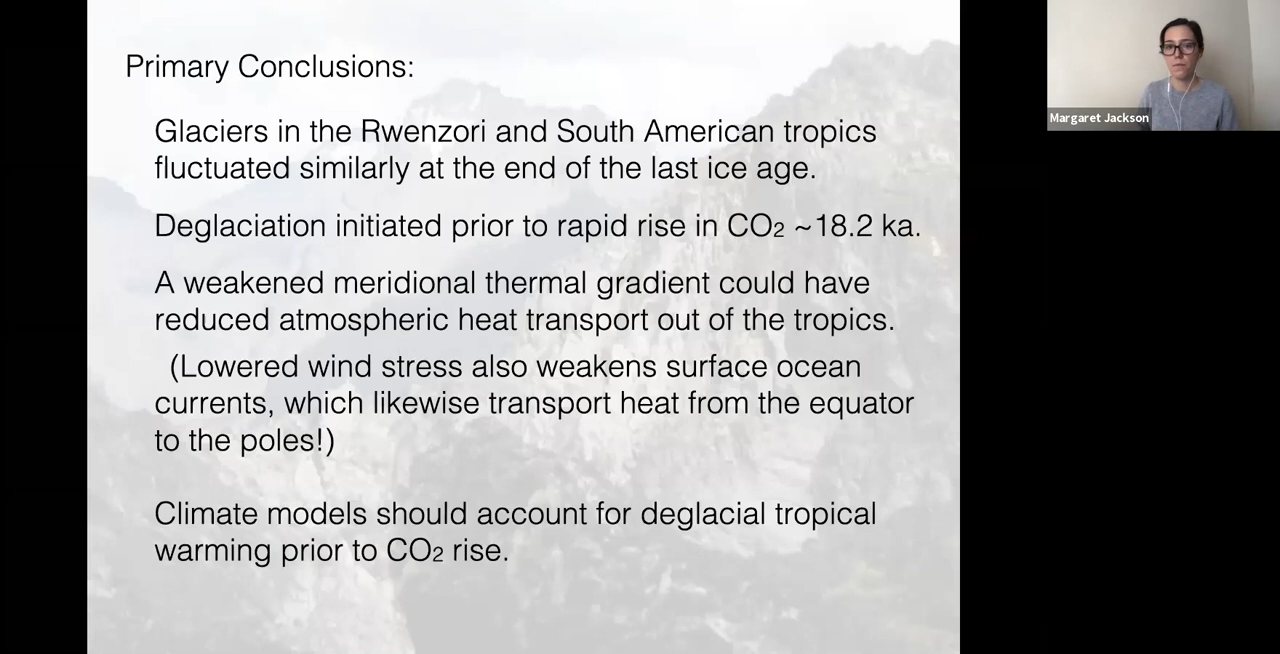 Primary Conclusions:
Glaciers in the Rwenzori and South American tropics
fluctuated similarly at the end of the last ice age.
Deglaciation initiated prior to rapid rise in CO₂ ~18.2 ka.
A weakened meridional thermal gradient could have
reduced atmospheric heat transport out of the tropics.
(Lowered wind stress also weakens surface ocean
currents, which likewise transport heat from the equator
to the poles!)
Climate models should account for deglacial tropical
warming prior to CO₂ rise.
Margaret Jackson